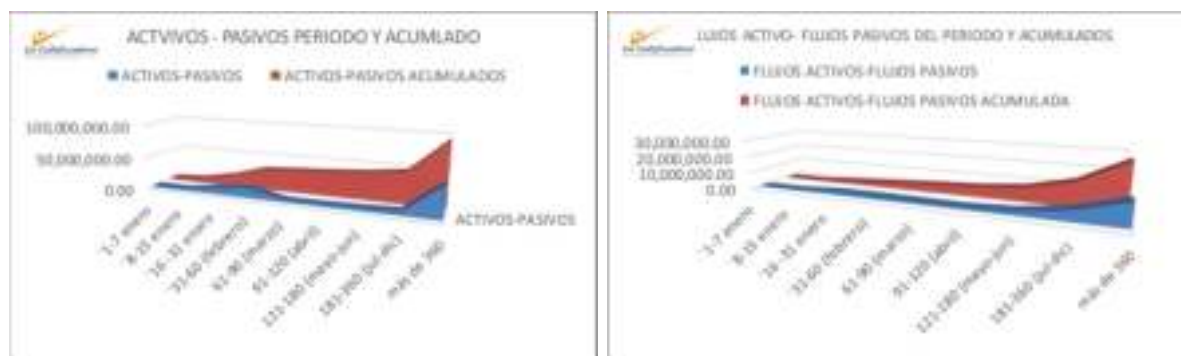 ACTVIVOS - PASIVOS PERIODO Y ACUMLADO
ACTIVOS-PASIVOS
ACTIVOS-PASIVOS ACUMULADOS
100,000,000.00
50,000,000.00
0.00
1-7 enero
8-15 enero
16 -31 enero
31-60 (febrero)
61-90 (marzo)
91-120 (abril)
121-180 (mayo-jun)
181-360 (jul-dic)
más de 360
ACTIVOS-PASIVOS
LUJOS ACTIVO- FLUJOS PASIVOS DEL PERIODO Y ACUMULADOS
FLUJOS ACTIVOS-FLUJOS PASIVOS
FLUJOS ACTIVOS-FLUJOS PASIVOS ACUMULADA
30,000,000.00
20,000,000.00
10,000,000.00
0.00
1-7 enero
8-15 enero
16 -31 enero
31-60 (febrero)
61-90 (marzo)
91-120 (abril)
121-180 (mayo-jun)
181-360 (jul-dic)
más de 360